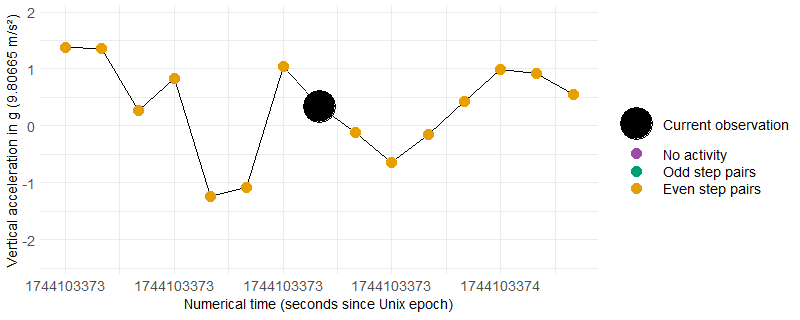 Vertical acceleration in g (9.80665 m/s²)
2
1
0
-1
-2
1744103373 1744103373 1744103373 1744103373 1744103374
Numerical time (seconds since Unix epoch)
Current observation
No activity
Odd step pairs
Even step pairs